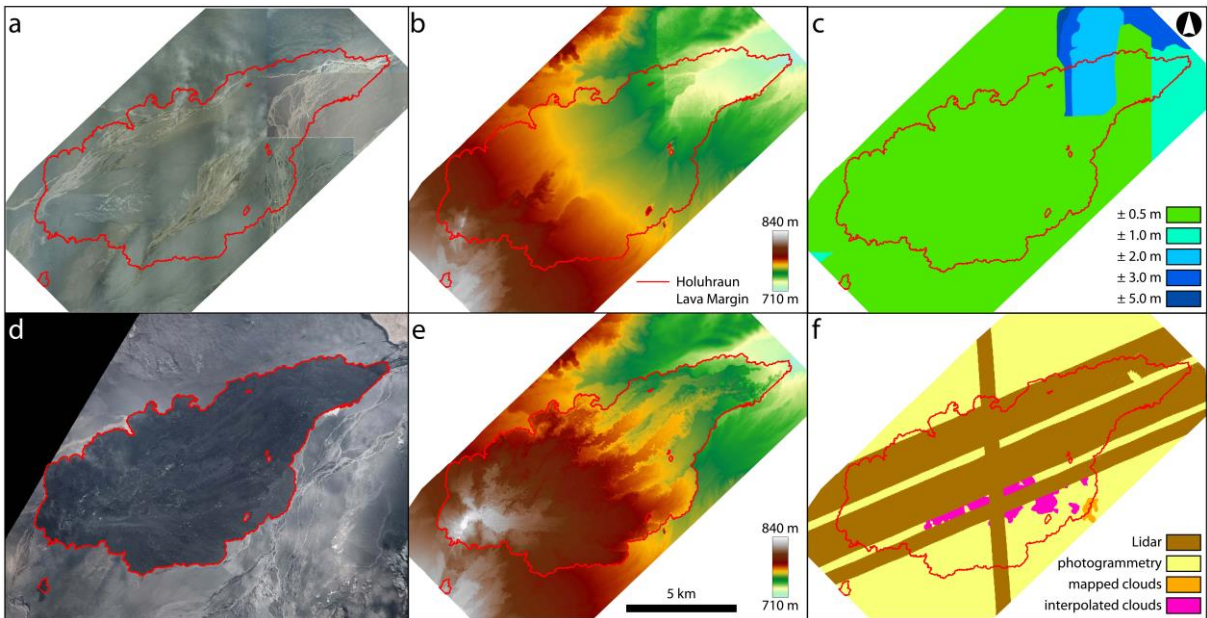 a
b
840 m
Holuhraun
Lava Margin
710 m
c
± 0.5 m
± 1.0 m
± 2.0 m
± 3.0 m
± 5.0 m
d
e
840 m
5 km
710 m
f
Lidar
photogrammetry
mapped clouds
interpolated clouds